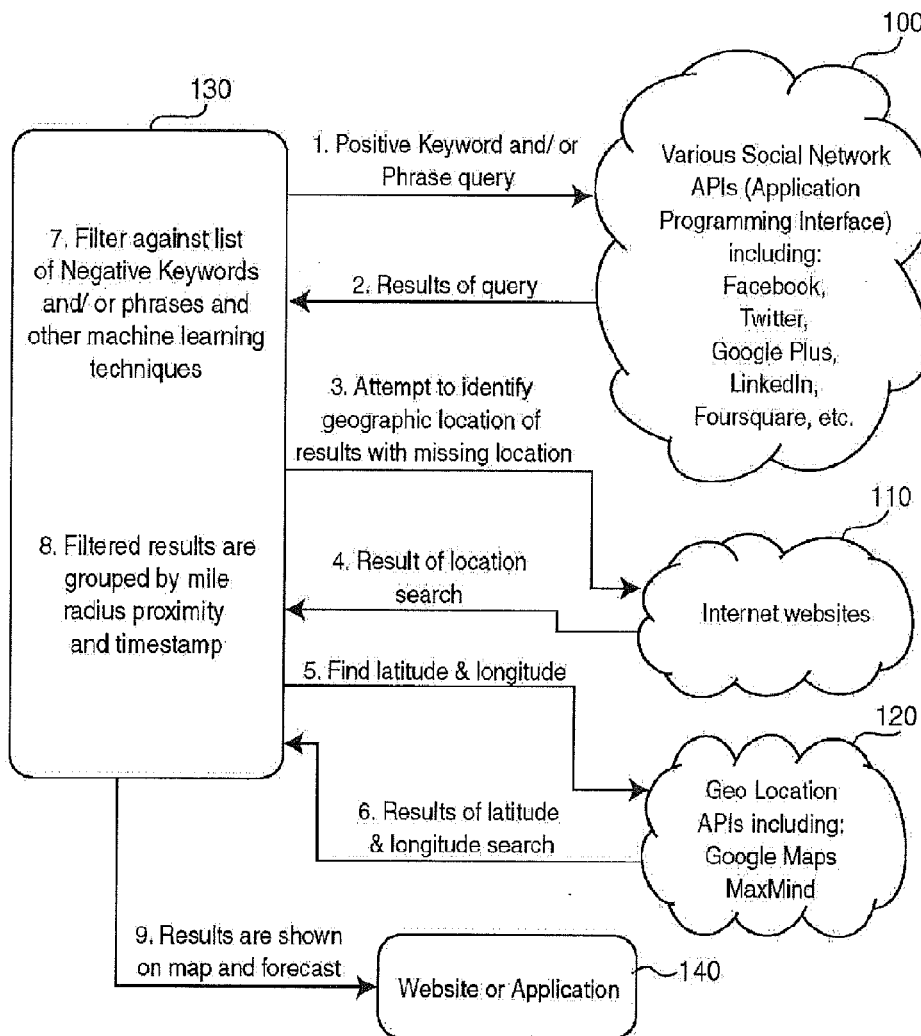 100
130
1. Positive Keyword and/ or
Phrase query
Various Social Network
APIs (Application
Programming Interface)
including:
Facebook,
Twitter,
Google Plus,
LinkedIn,
Foursquare, etc.
7. Filter against list
of Negative Keywords
and/ or phrases and
other machine learning
techniques
2. Results of query
3. Attempt to identify
geographic location of
results with missing location
110
8. Filtered results are
grouped by mile
radius proximity
and timestamp
4. Result of location
search
Internet websites
5. Find latitude & longitude
120
6. Results of latitude
& longitude search
Geo Location
APIs including:
Google Maps
MaxMind
9. Results are shown
on map and forecast
Website or Application
140